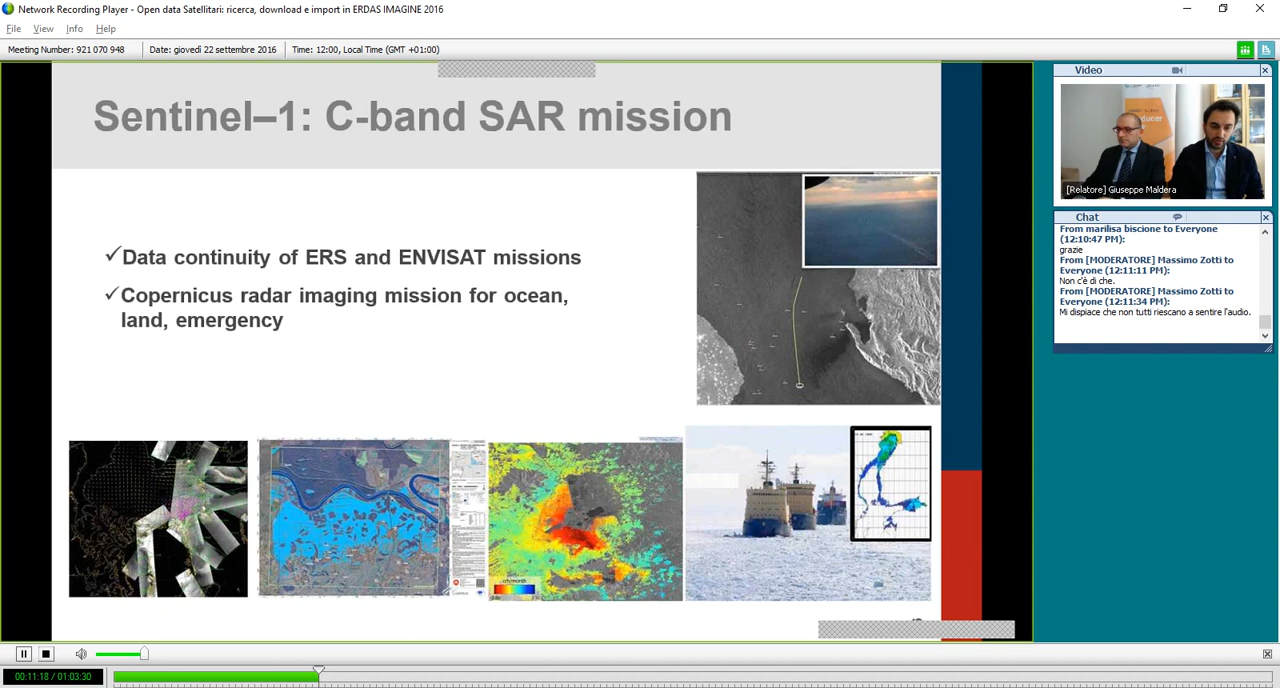 Network Recording Player - Open data Satellitari: ricerca, download e import in ERDAS IMAGINE 2016
File View Info Help
Meeting Number: 921 070 948 Date: giovedì 22 settembre 2016 Time: 12:00, Local Time (GMT +01:00)
Sentinel–1: C-band SAR mission
✓Data continuity of ERS and ENVISAT missions
✓Copernicus radar imaging mission for ocean,
land, emergency
Video
[Relatore] Giuseppe Maldera
Chat
From marilisa biscione to Everyone
(12:10:47 PM):
grazie
From [MODERATORE] Massimo Zotti to
Everyone (12:11:11 PM):
Non c'è di che.
From [MODERATORE] Massimo Zotti to
Everyone (12:11:34 PM):
Mi dispiace che non tutti riescano a sentire l'audio.
00:11:18 / 01:03:30